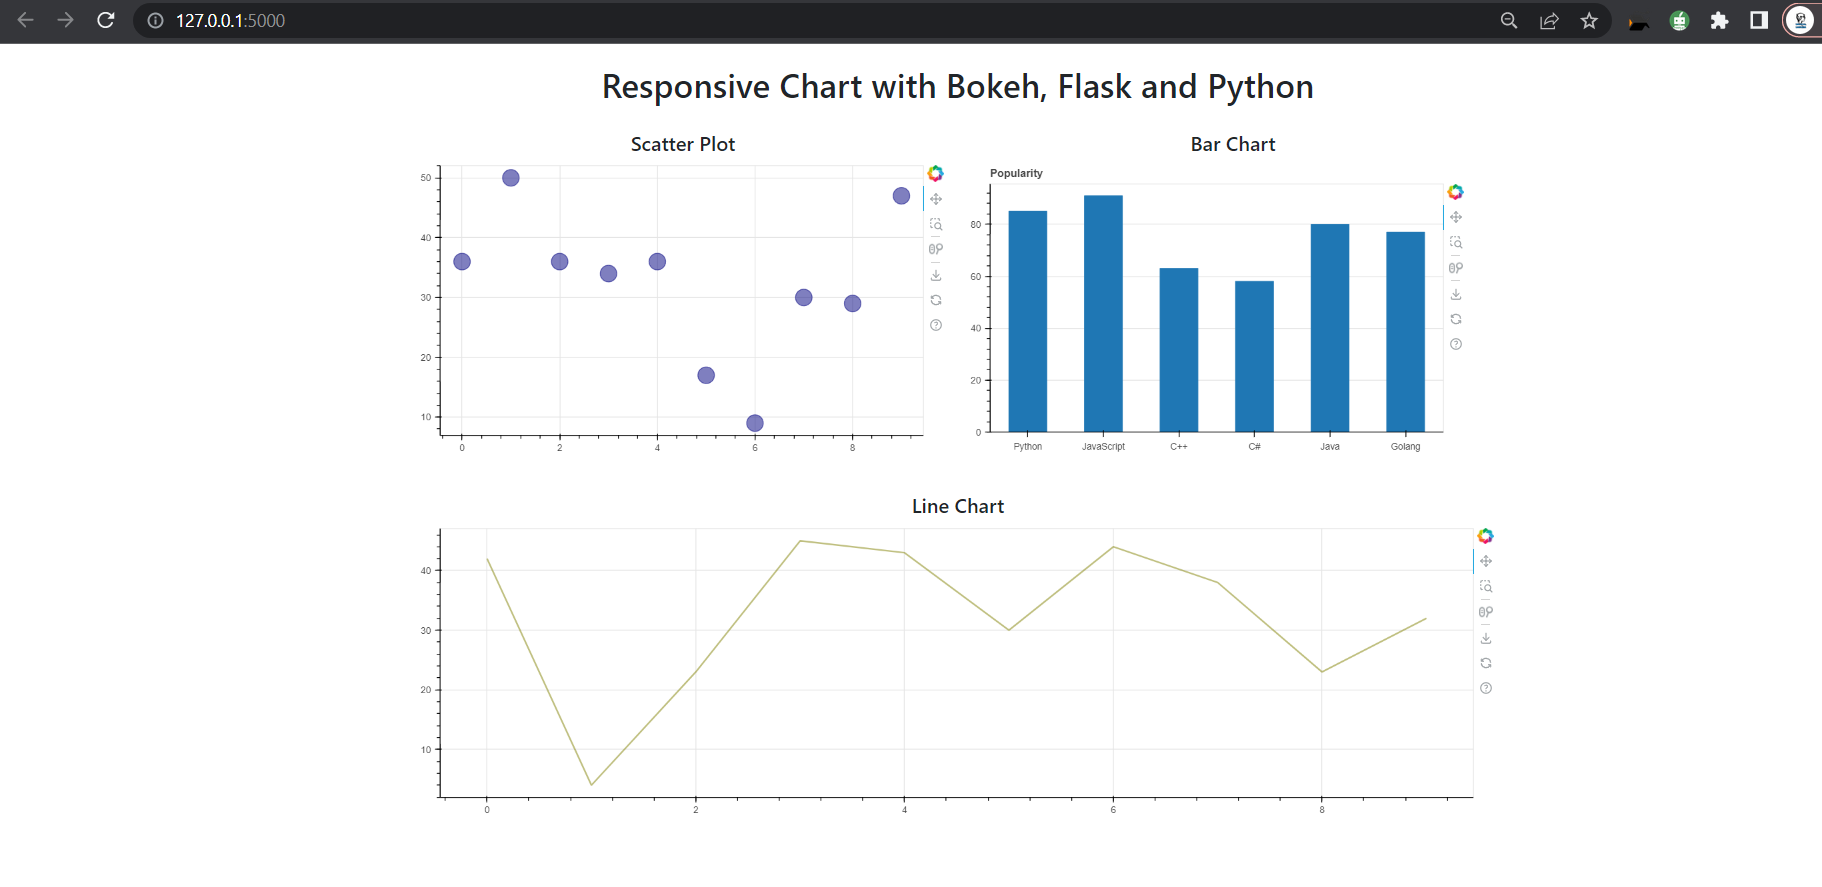 127.0.0.1:5000
Responsive Chart with Bokeh, Flask and Python
Scatter Plot
50
40
30
20
10
0 2 4 6 8
Bar Chart
Popularity
80
60
40
20
0
Python JavaScript C++ C# Java Golang
Line Chart
40
30
20
10
0 2 4 6 8